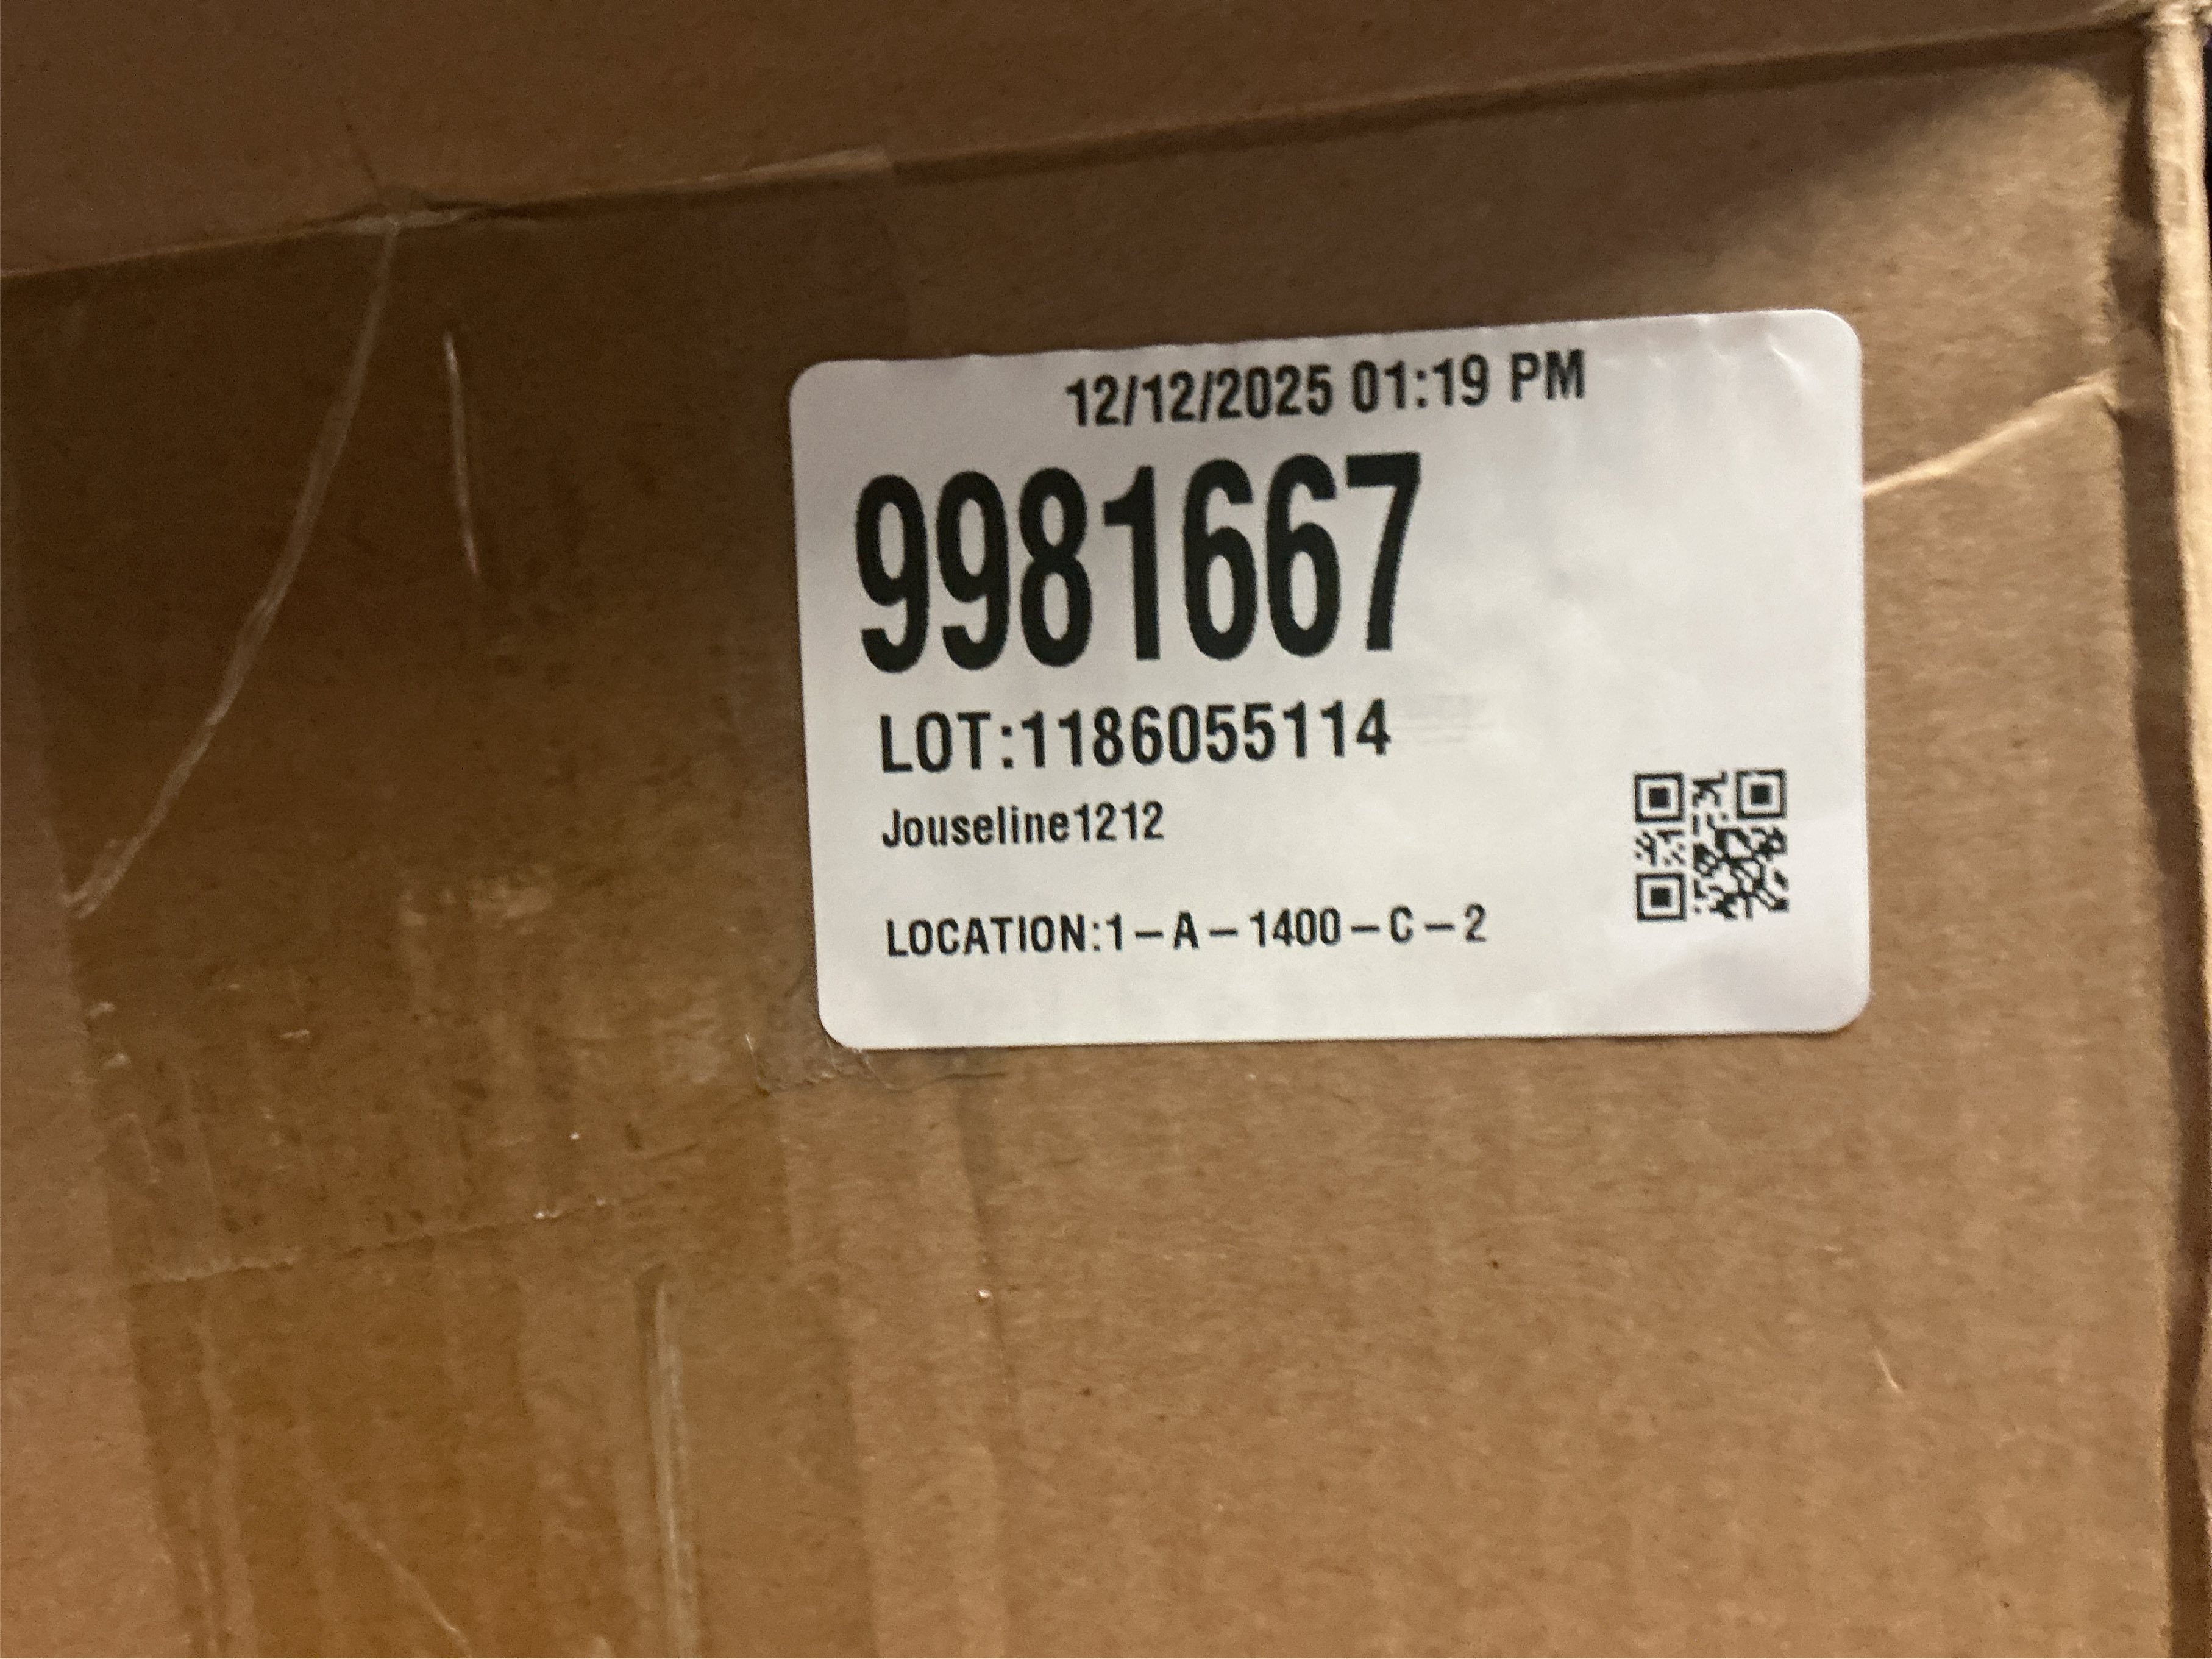 12/12/2025 01:19 PM
9981667
LOT:1186055114
Jouseline1212
LOCATION:1-A-1400-C-2